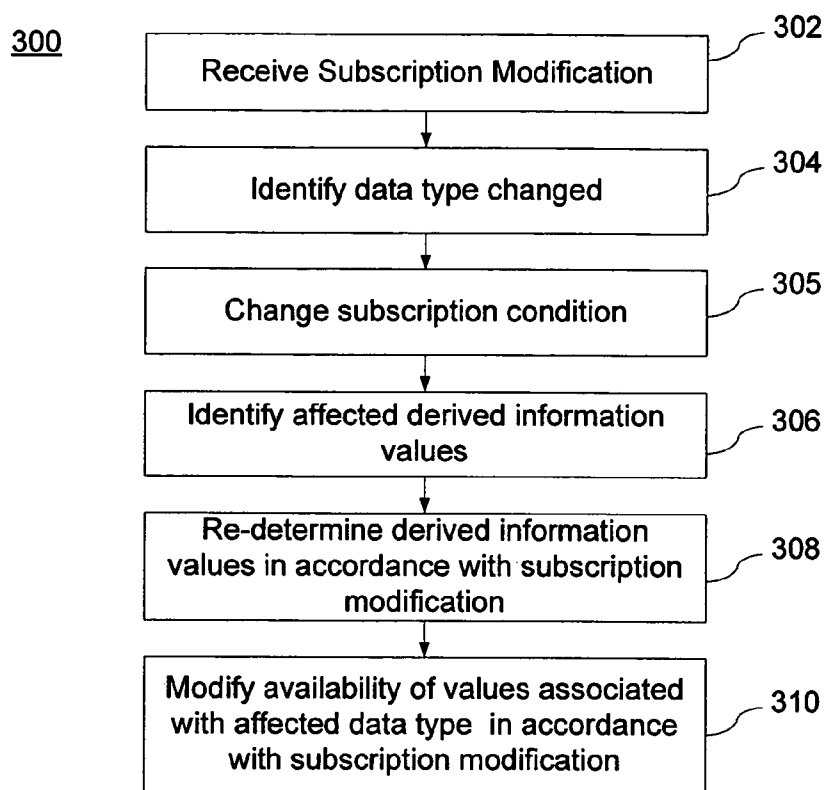 300
302
Receive Subscription Modification
304
Identify data type changed
305
Change subscription condition
306
Identify affected derived information
values
308
Re-determine derived information
values in accordance with subscription
modification
310
Modify availability of values associated
with affected data type in accordance
with subscription modification